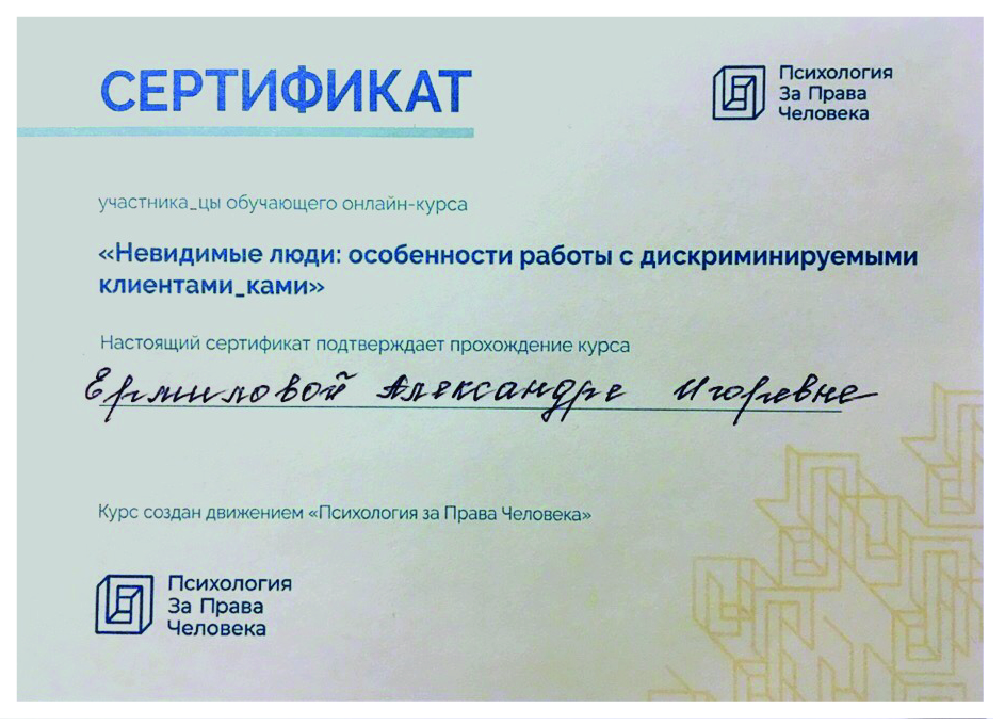 СЕРТИФИКАТ
Психология
За Права
Человека
участника_цы обучающего онлайн-курса
«Невидимые люди: особенности работы с дискриминируемыми
клиентами_ками»
Настоящий сертификат подтверждает прохождение курса
Ермиловой Александре Игоревне
Курс создан движением «Психология за Права Человека»
Психология
За Права
Человека